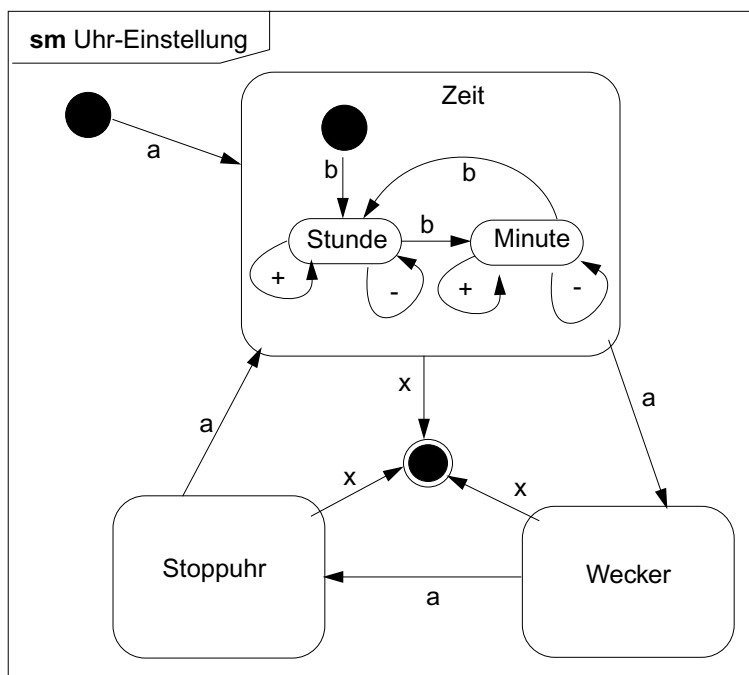 sm Uhr-Einstellung
Zeit
a
b
b
Stunde
b
Minute
+
-
+
-
x
a
a
x
x
Stoppuhr
Wecker
a